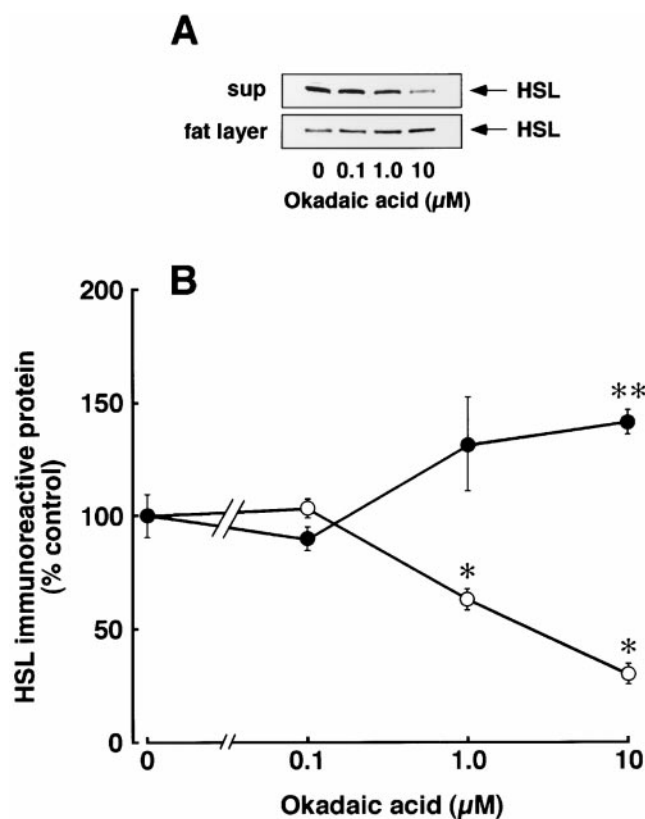 A
sup HSL
fat layer HSL
0 0.1 1.0 10
Okadaic acid (µM)
B
200
150
100
50
0
HSL immunoreactive protein
(% control)
**
*
*
0 0.1 1.0 10
Okadaic acid (µM)